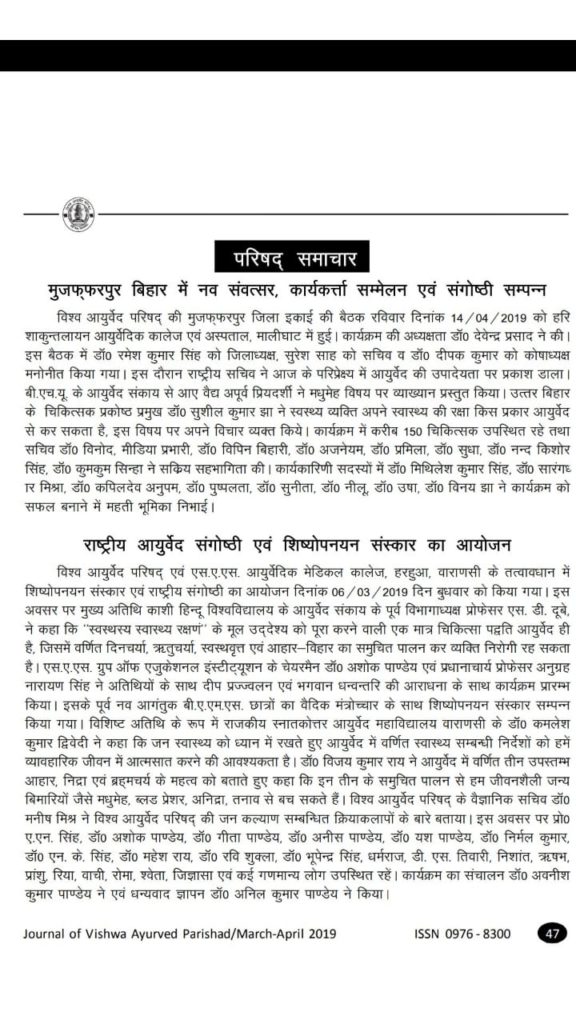 परिषद् समाचार
मुजफ्फरपुर बिहार में नव संवत्सर, कार्यकर्त्ता सम्मेलन एवं संगोष्ठी सम्पन्न
विश्व आयुर्वेद परिषद् की मुजफ्फरपुर जिला इकाई की बैठक रविवार दिनांक 14/04/2019 को हरि
शाकुन्तलायन आयुर्वेदिक कालेज एवं अस्पताल, मालीघाट में हुई। कार्यक्रम की अध्यक्षता डॉ0 देवेन्द्र प्रसाद ने की।
इस बैठक में डॉ0 रमेश कुमार सिंह को जिलाध्यक्ष, सुरेश साह को सचिव व डॉ0 दीपक कुमार को कोषाध्यक्ष
मनोनीत किया गया। इस दौरान राष्ट्रीय सचिव ने आज के परिप्रेक्ष्य में आयुर्वेद की उपादेयता पर प्रकाश डाला।
बी.एच.यू. के आयुर्वेद संकाय से आए वैद्य अपूर्व प्रियदर्शी ने मधुमेह विषय पर व्याख्यान प्रस्तुत किया। उत्तर बिहार
के चिकित्सक प्रकोष्ठ प्रमुख डॉ0 सुशील कुमार झा ने स्वस्थ्य व्यक्ति अपने स्वास्थ्य की रक्षा किस प्रकार आयुर्वेद
से कर सकता है, इस विषय पर अपने विचार व्यक्त किये। कार्यक्रम में करीब 150 चिकित्सक उपस्थित रहे तथा
सचिव डॉ0 विनोद, मीडिया प्रभारी, डॉ0 विपिन बिहारी, डॉ0 अजनेयम, डॉ0 प्रमिला, डॉ0 सुधा, डॉ0 नन्द किशोर
सिंह, डॉ0 कुमकुम सिन्हा ने सक्रिय सहभागिता की। कार्यकारिणी सदस्यों में डॉ0 मिथिलेश कुमार सिंह, डॉ0 सारंगध
ार मिश्रा, डॉ0 कपिलदेव अनुपम, डॉ0 पुष्पलता, डॉ0 सुनीता, डॉ0 नीलू, डॉ0 उषा, डॉ0 विनय झा ने कार्यक्रम को
सफल बनाने में महती भूमिका निभाई।
राष्ट्रीय आयुर्वेद संगोष्ठी एवं शिष्योपनयन संस्कार का आयोजन
विश्व आयुर्वेद परिषद् एवं एस.ए.एस. आयुर्वेदिक मेडिकल कालेज, हरहुआ, वाराणसी के तत्वावधान में
शिष्योपनयन संस्कार एवं राष्ट्रीय संगोष्ठी का आयोजन दिनांक 06/03/2019 दिन बुधवार को किया गया। इस
अवसर पर मुख्य अतिथि काशी हिन्दू विश्वविद्यालय के आयुर्वेद संकाय के पूर्व विभागाध्यक्ष प्रोफेसर एस. डी. दूबे,
ने कहा कि "स्वस्थस्य स्वास्थ्य रक्षणं" के मूल उद्देश्य को पूरा करने वाली एक मात्र चिकित्सा पद्वति आयुर्वेद ही
है, जिसमें वर्णित दिनचर्या, ऋतुचर्या, स्वस्थवृत्त एवं आहार–विहार का समुचित पालन कर व्यक्ति निरोगी रह सकता
है। एस.ए.एस. ग्रुप ऑफ एजुकेशनल इंस्टीट्यूशन के चेयरमैन डॉ0 अशोक पाण्डेय एवं प्रधानाचार्य प्रोफेसर अनुग्रह
नारायण सिंह ने अतिथियों के साथ दीप प्रज्ज्वलन एवं भगवान धन्वन्तरि की आराधना के साथ कार्यक्रम प्रारम्भ
किया। इसके पूर्व नव आगंतुक बी.ए.एम.एस. छात्रों का वैदिक मंत्रोच्चार के साथ शिष्योपनयन संस्कार सम्पन्न
किया गया। विशिष्ट अतिथि के रूप में राजकीय स्नातकोत्तर आयुर्वेद महाविद्यालय वाराणसी के डॉ0 कमलेश
कुमार द्विवेदी ने कहा कि जन स्वास्थ्य को ध्यान में रखते हुए आयुर्वेद में वर्णित स्वास्थ्य सम्बन्धी निर्देशों को हमें
व्यावहारिक जीवन में आत्मसात करने की आवश्यकता है। डॉ0 विजय कुमार राय ने आयुर्वेद में वर्णित तीन उपस्तम्भ
आहार, निद्रा एवं ब्रह्मचर्य के महत्व को बताते हुए कहा कि इन तीन के समुचित पालन से हम जीवनशैली जन्य
बिमारियों जैसे मधुमेह, ब्लड प्रेशर, अनिद्रा, तनाव से बच सकते हैं। विश्व आयुर्वेद परिषद के वैज्ञानिक सचिव डॉ0
मनीष मिश्र ने विश्व आयुर्वेद परिषद् की जन कल्याण सम्बन्धित क्रियाकलापों के बारे बताया। इस अवसर पर प्रो0
ए.एन. सिंह, डॉ0 अशोक पाण्डेय, डॉ0 गीता पाण्डेय, डॉ0 अनीस पाण्डेय, डॉ0 यश पाण्डेय, डॉ0 निर्मल कुमार,
डॉ0 एन. के. सिंह, डॉ0 महेश राय, डॉ0 रवि शुक्ला, डॉ0 भूपेन्द्र सिंह, धर्मराज, डी. एस. तिवारी, निशांत, ऋषभ,
प्रांशु, रिया, वाची, रोमा, श्वेता, जिज्ञासा एवं कई गणमान्य लोग उपस्थित रहें। कार्यक्रम का संचालन डॉ0 अवनीश
कुमार पाण्डेय ने एवं धन्यवाद ज्ञापन डॉ0 अनिल कुमार पाण्डेय ने किया।
Journal of Vishwa Ayurved Parishad/March-April 2019 ISSN 0976 - 8300 47